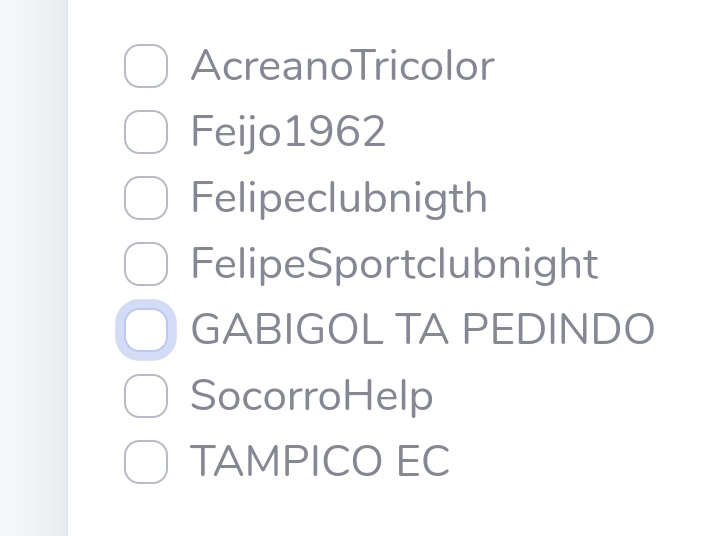 AcreanoTricolor
Feijo1962
Felipeclubnigth
FelipeSportclubnight
GABIGOL TA PEDINDO
SocorroHelp
TAMPICO EC